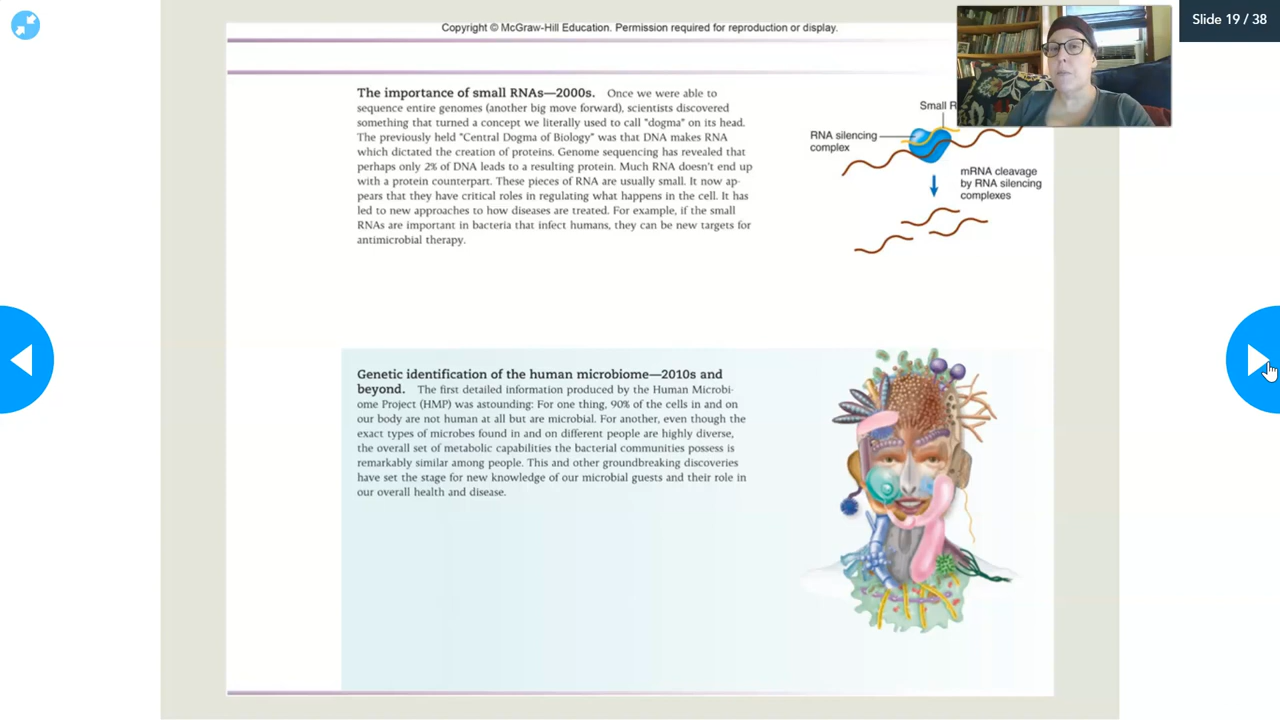 Copyright © McGraw-Hill Education. Permission required for reproduction or display.
Slide 19 / 38
The importance of small RNAs—2000s. Once we were able to
sequence entire genomes (another big move forward), scientists discovered
something that turned a concept we literally used to call "dogma" on its head.
The previously held "Central Dogma of Biology" was that DNA makes RNA
which dictated the creation of proteins. Genome sequencing has revealed that
perhaps only 2% of DNA leads to a resulting protein. Much RNA doesn't end up
with a protein counterpart. These pieces of RNA are usually small. It now ap-
pears that they have critical roles in regulating what happens in the cell. It has
led to new approaches to how diseases are treated. For example, if the small
RNAs are important in bacteria that infect humans, they can be new targets for
antimicrobial therapy.
Small
RNA silencing
complex
mRNA cleavage
by RNA silencing
complexes
Genetic identification of the human microbiome—2010s and
beyond. The first detailed information produced by the Human Microbi-
ome Project (HMP) was astounding: For one thing, 90% of the cells in and on
our body are not human at all but are microbial. For another, even though the
exact types of microbes found in and on different people are highly diverse,
the overall set of metabolic capabilities the bacterial communities possess is
remarkably similar among people. This and other groundbreaking discoveries
have set the stage for new knowledge of our microbial guests and their role in
our overall health and disease.